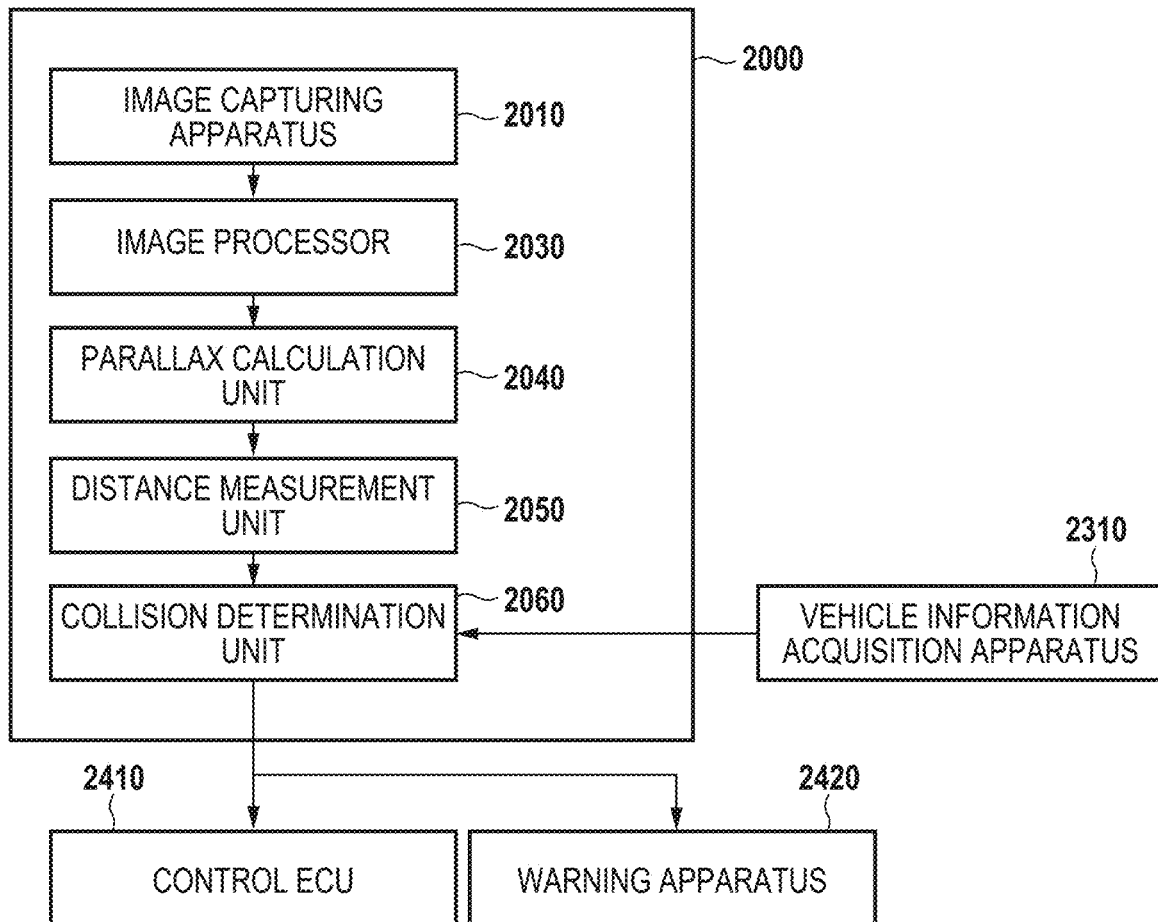 2000
IMAGE CAPTURING
APPARATUS
2010
IMAGE PROCESSOR
2030
PARALLAX CALCULATION
UNIT
2040
DISTANCE MEASUREMENT
UNIT
2050
COLLISION DETERMINATION
UNIT
2060
2310
VEHICLE INFORMATION
ACQUISITION APPARATUS
2410
CONTROL ECU
2420
WARNING APPARATUS